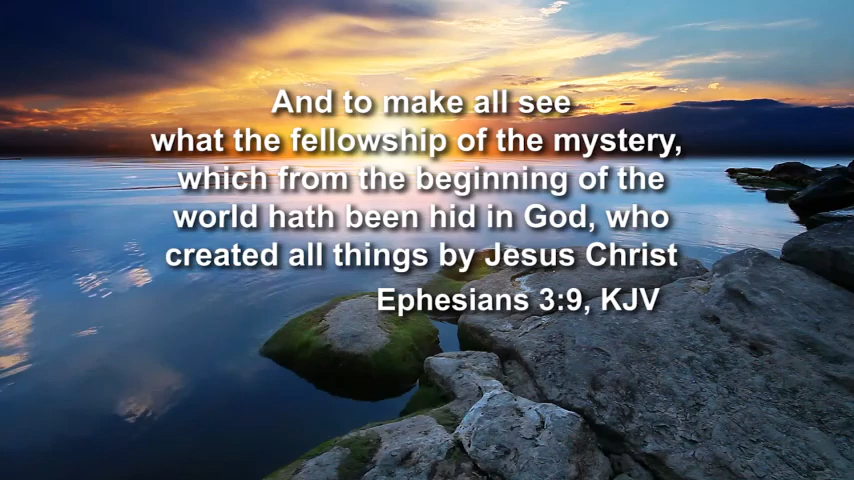 And to make all see
what the fellowship of the mystery,
which from the beginning of the
world hath been hid in God, who
created all things by Jesus Christ
Ephesians 3:9, KJV